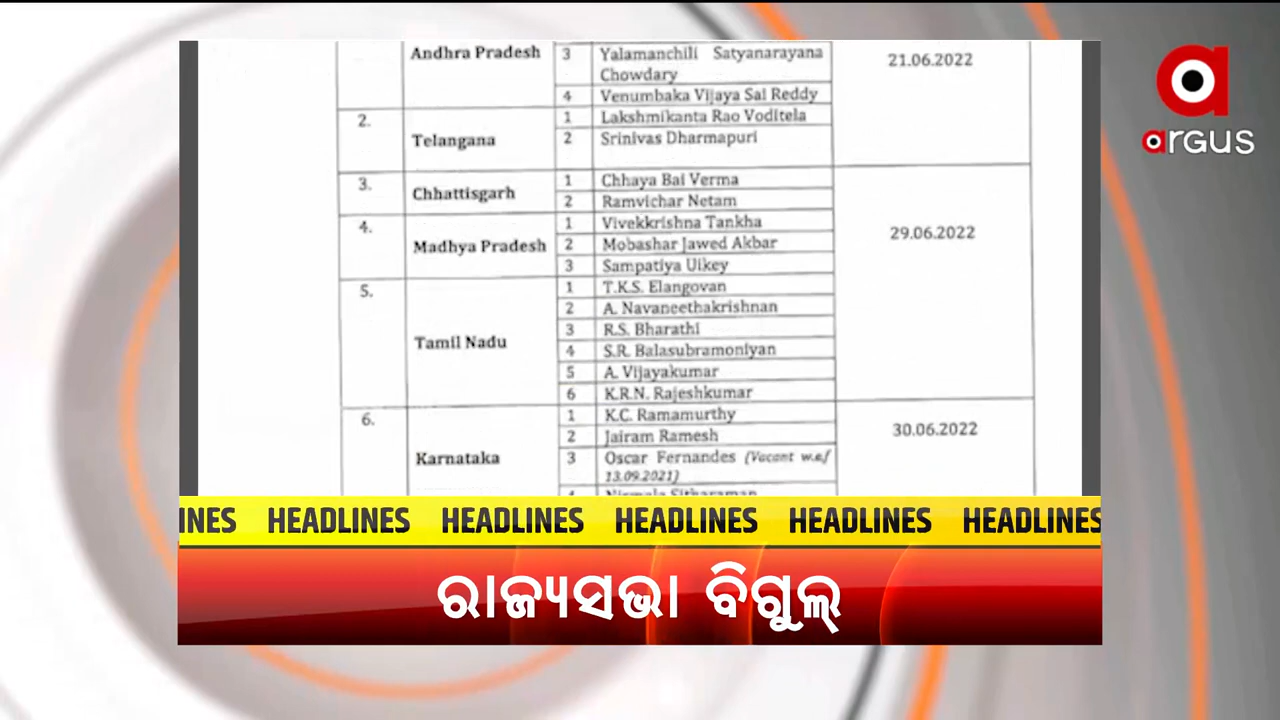 Andhra Pradesh 3 Yalamanchili Satyanarayana
Chowdary
21.06.2022
4 Venumbaka Vijaya Sai Reddy
2. Telangana 1 Lakshmikanta Rao Voditela
2 Srinivas Dharmapuri
3. Chhattisgarh 1 Chhaya Bai Verma
2 Ramvichar Netam
4. Madhya Pradesh 1 Vivekkrishna Tankha
29.06.2022
2 Mobashar Jawed Akbar
3 Sampatiya Uikey
5. Tamil Nadu 1 T.K.S. Elangovan
2 A. Navaneethakrishnan
3 R.S. Bharathi
4 S.R. Balasubramoniyan
5 A. Vijayakumar
6 K.R.N. Rajeshkumar
6. Karnataka 1 K.C. Ramamurthy
30.06.2022
2 Jairam Ramesh
3 Oscar Fernandes (Vacant w.e.f
13.09.2021)
4 Nirmala Sitharaman
argus
INES HEADLINES HEADLINES HEADLINES HEADLINES HEADLINES
ରାଜ୍ୟସଭା ବିଗୁଲ୍